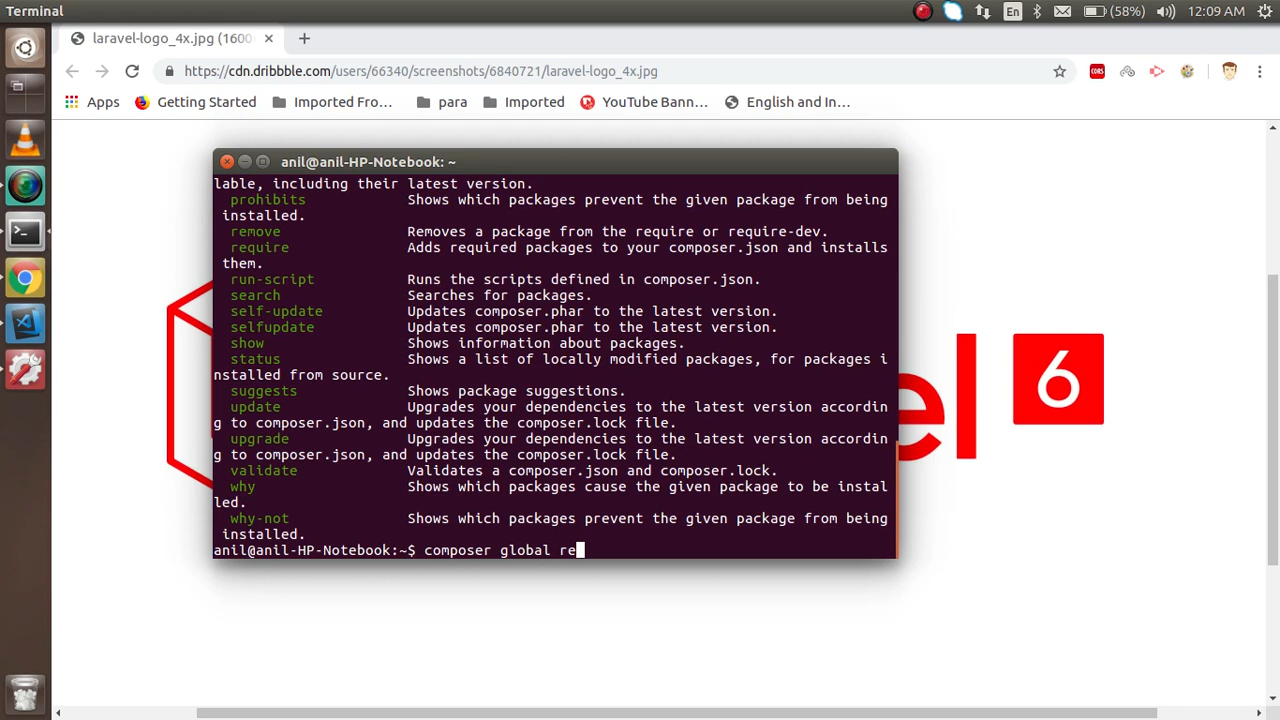 Terminal
En
(58%)
12:09 AM
laravel-logo_4x.jpg (1600
https://cdn.dribbble.com/users/66340/screenshots/6840721/laravel-logo_4x.jpg
CORS
Apps
Getting Started
Imported Fro...
para
Imported
YouTube Bann...
English and In...
anil@anil-HP-Notebook: ~
lable, including their latest version.
prohibits Shows which packages prevent the given package from being
installed.
remove Removes a package from the require or require-dev.
require Adds required packages to your composer.json and installs
them.
run-script Runs the scripts defined in composer.json.
search Searches for packages.
self-update Updates composer.phar to the latest version.
selfupdate Updates composer.phar to the latest version.
show Shows information about packages.
status Shows a list of locally modified packages, for packages i
nstalled from source.
suggests Shows package suggestions.
update Upgrades your dependencies to the latest version accordin
g to composer.json, and updates the composer.lock file.
upgrade Upgrades your dependencies to the latest version accordin
g to composer.json, and updates the composer.lock file.
validate Validates a composer.json and composer.lock.
why Shows which packages cause the given package to be instal
led.
why-not Shows which packages prevent the given package from being
installed.
anil@anil-HP-Notebook:~$ composer global re
el 6